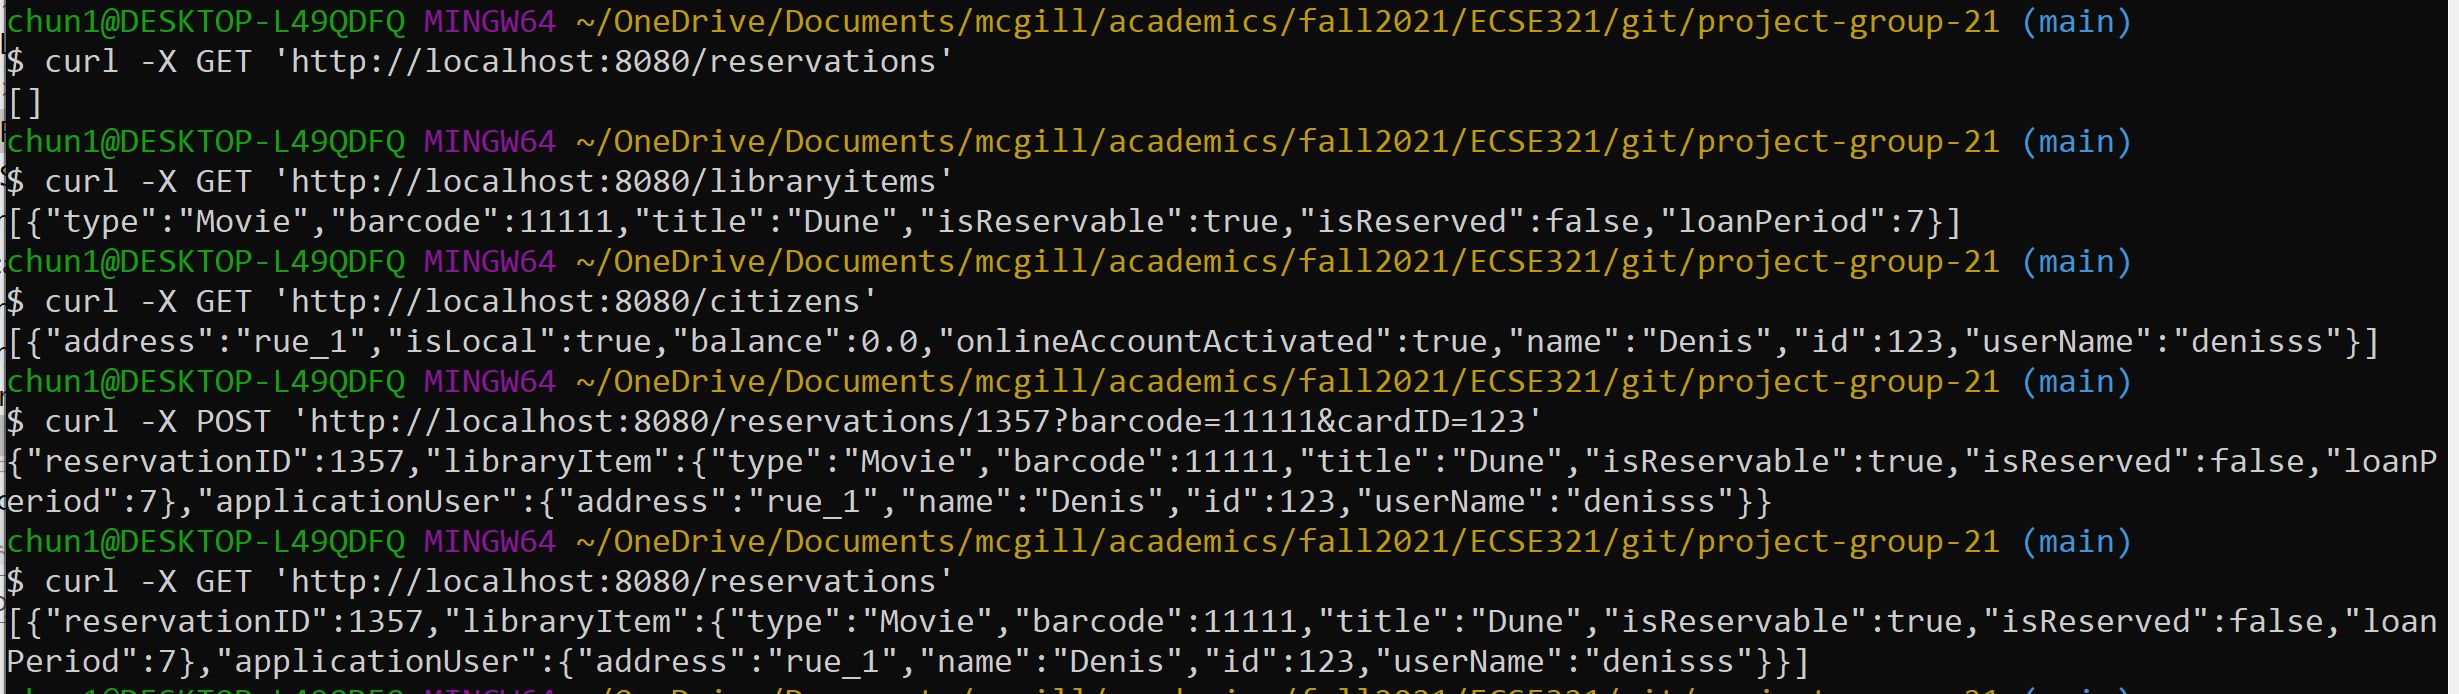 chun1@DESKTOP-L49QDFQ MINGW64 ~/OneDrive/Documents/mcgill/academics/fall2021/ECSE321/git/project-group-21 (main)
$ curl -X GET 'http://localhost:8080/reservations'
[]
chun1@DESKTOP-L49QDFQ MINGW64 ~/OneDrive/Documents/mcgill/academics/fall2021/ECSE321/git/project-group-21 (main)
$ curl -X GET 'http://localhost:8080/libraryitems'
[{"type":"Movie","barcode":11111,"title":"Dune","isReservable":true,"isReserved":false,"loanPeriod":7}]
chun1@DESKTOP-L49QDFQ MINGW64 ~/OneDrive/Documents/mcgill/academics/fall2021/ECSE321/git/project-group-21 (main)
$ curl -X GET 'http://localhost:8080/citizens'
[{"address":"rue_1","isLocal":true,"balance":0.0,"onlineAccountActivated":true,"name":"Denis","id":123,"userName":"denisss"}]
chun1@DESKTOP-L49QDFQ MINGW64 ~/OneDrive/Documents/mcgill/academics/fall2021/ECSE321/git/project-group-21 (main)
$ curl -X POST 'http://localhost:8080/reservations/1357?barcode=11111&cardID=123'
{"reservationID":1357,"libraryItem":{"type":"Movie","barcode":11111,"title":"Dune","isReservable":true,"isReserved":false,"loanP
eriod":7},"applicationUser":{"address":"rue_1","name":"Denis","id":123,"userName":"denisss"}}
chun1@DESKTOP-L49QDFQ MINGW64 ~/OneDrive/Documents/mcgill/academics/fall2021/ECSE321/git/project-group-21 (main)
$ curl -X GET 'http://localhost:8080/reservations'
[{"reservationID":1357,"libraryItem":{"type":"Movie","barcode":11111,"title":"Dune","isReservable":true,"isReserved":false,"loan
Period":7},"applicationUser":{"address":"rue_1","name":"Denis","id":123,"userName":"denisss"}}]